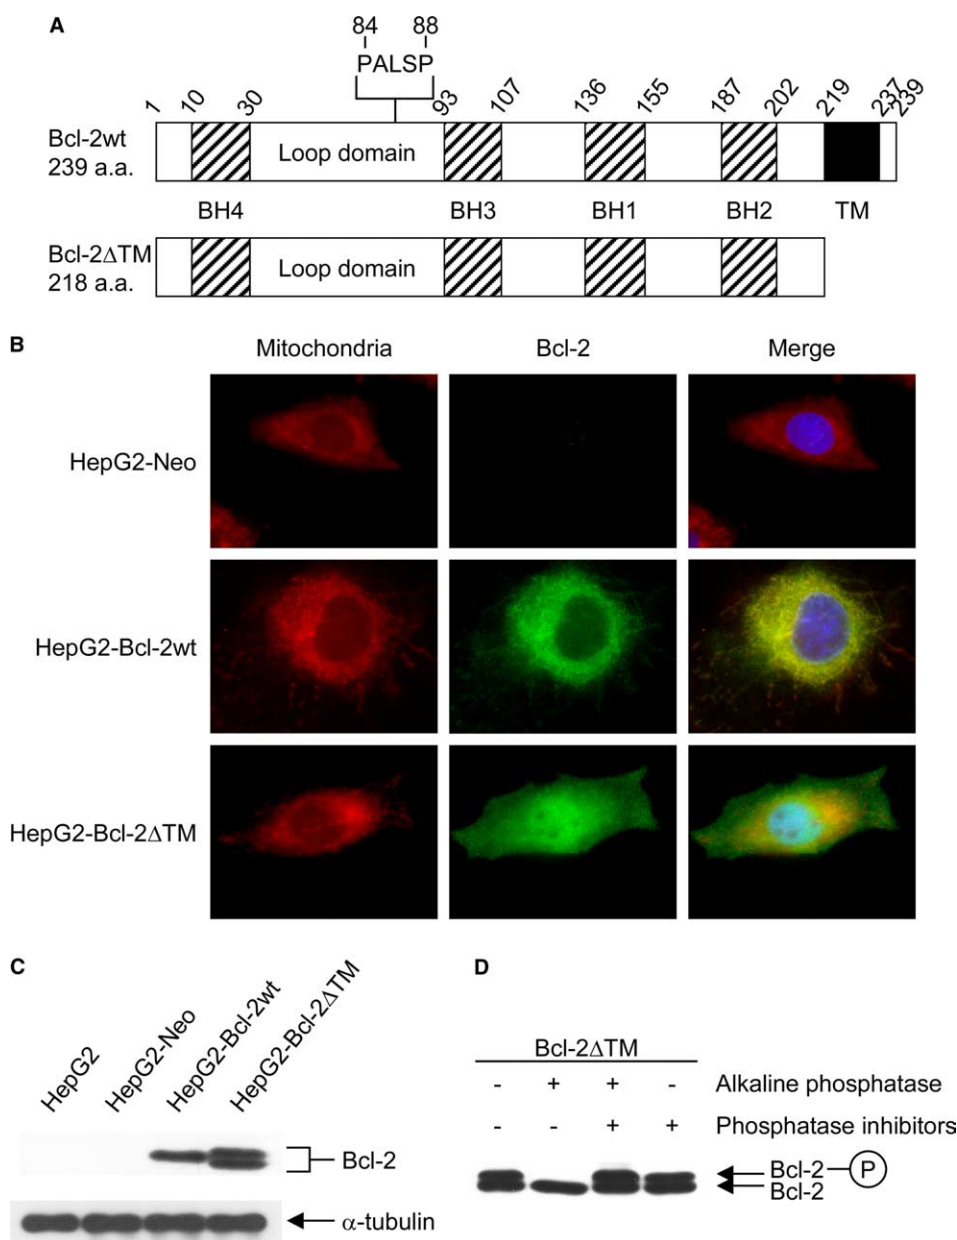 A
84 88
PALSP
1 10 30 93 107 136 155 187 202 219 237 239
Bcl-2wt
239 a.a.
Loop domain
BH4 BH3 BH1 BH2 TM
Bcl-2ΔTM
218 a.a.
Loop domain
B
Mitochondria Bcl-2 Merge
HepG2-Neo
HepG2-Bcl-2wt
HepG2-Bcl-2ΔTM
C
HepG2 HepG2-Neo HepG2-Bcl-2wt HepG2-Bcl-2ΔTM
Bcl-2
α-tubulin
D
Bcl-2ΔTM
- + + - Alkaline phosphatase
- - + + Phosphatase inhibitors
Bcl-2 P
Bcl-2